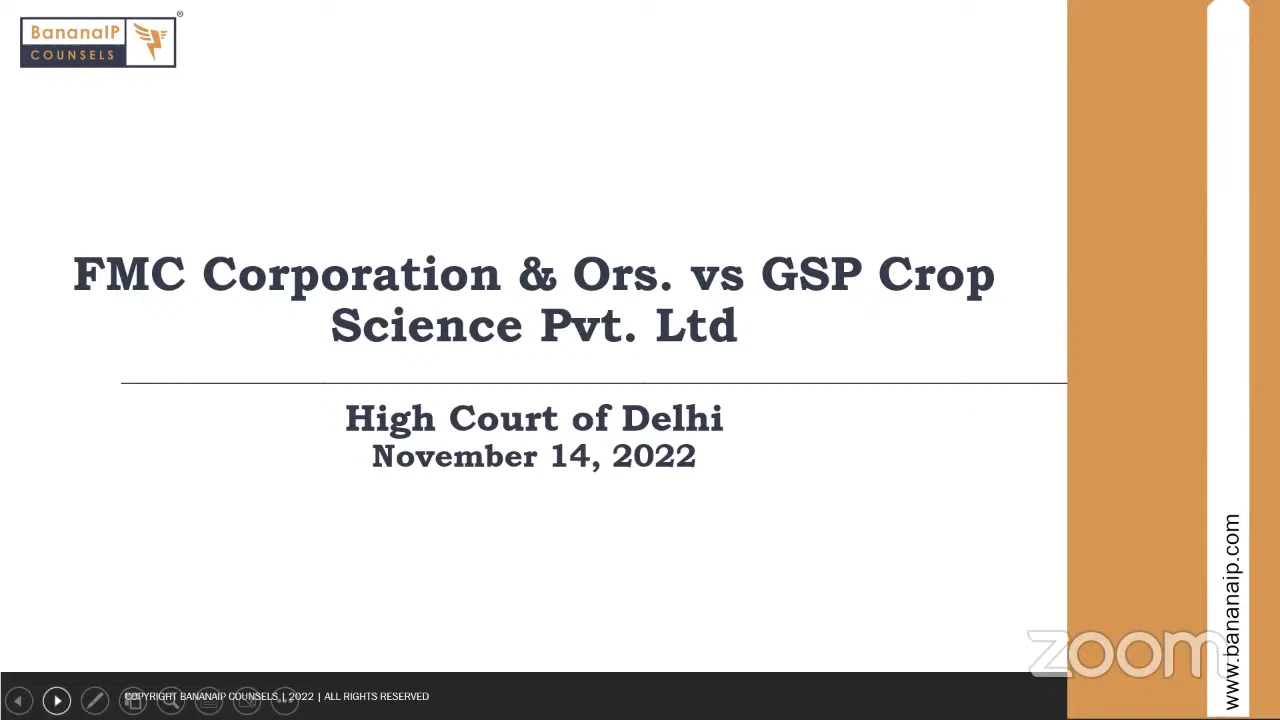 BananaIP
COUNSELS
®
FMC Corporation & Ors. vs GSP Crop
Science Pvt. Ltd
High Court of Delhi
November 14, 2022
www.bananaip.com
zoom
COPYRIGHT BANANAIP COUNSELS | 2022 | ALL RIGHTS RESERVED